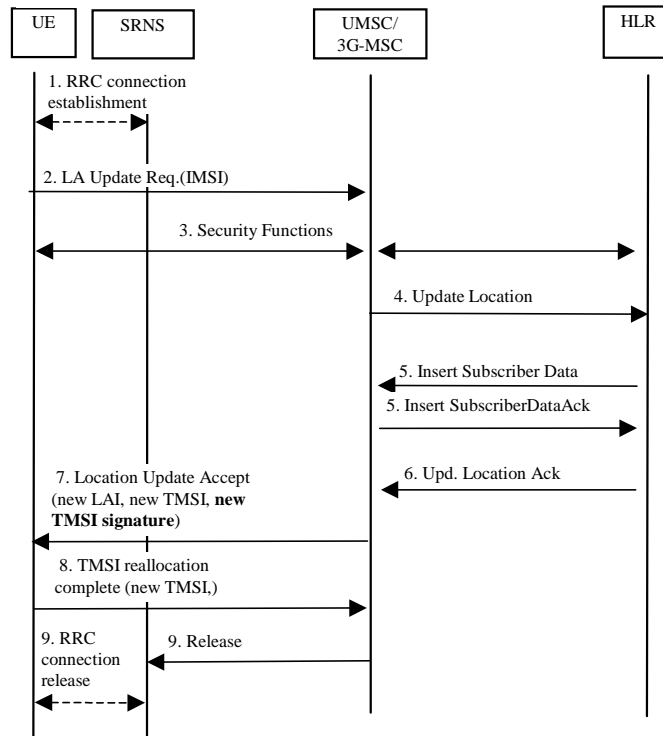 UE
SRNS
UMSC/
3G-MSC
HLR
1. RRC connection
establishment
2. LA Update Req.(IMSI)
3. Security Functions
4. Update Location
5. Insert Subscriber Data
5. Insert SubscriberDataAck
7. Location Update Accept
(new LAI, new TMSI, new
TMSI signature)
6. Upd. Location Ack
8. TMSI reallocation
complete (new TMSI,)
9. RRC
connection
release
9. Release